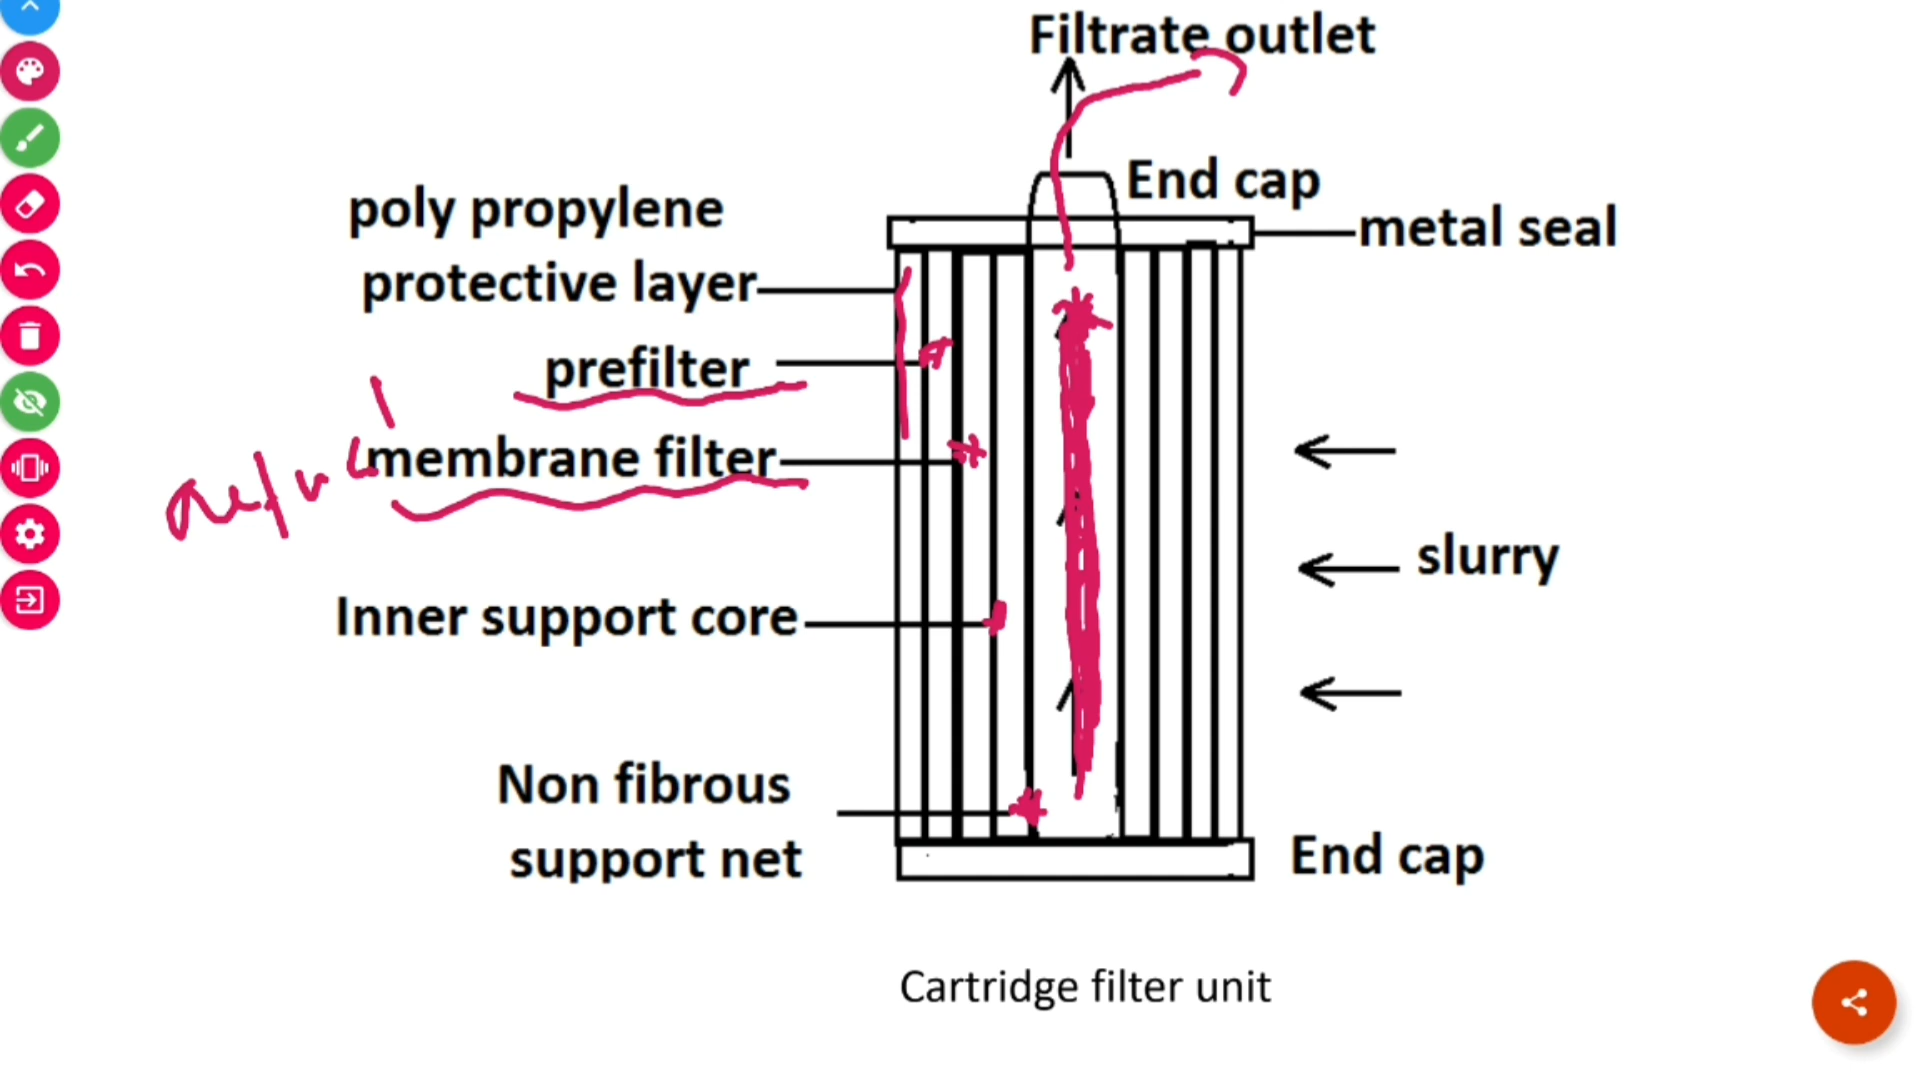 Filtrate outlet
End cap
poly propylene
protective layer
metal seal
prefilter
membrane filter
slurry
Inner support core
Non fibrous
support net
End cap
Cartridge filter unit